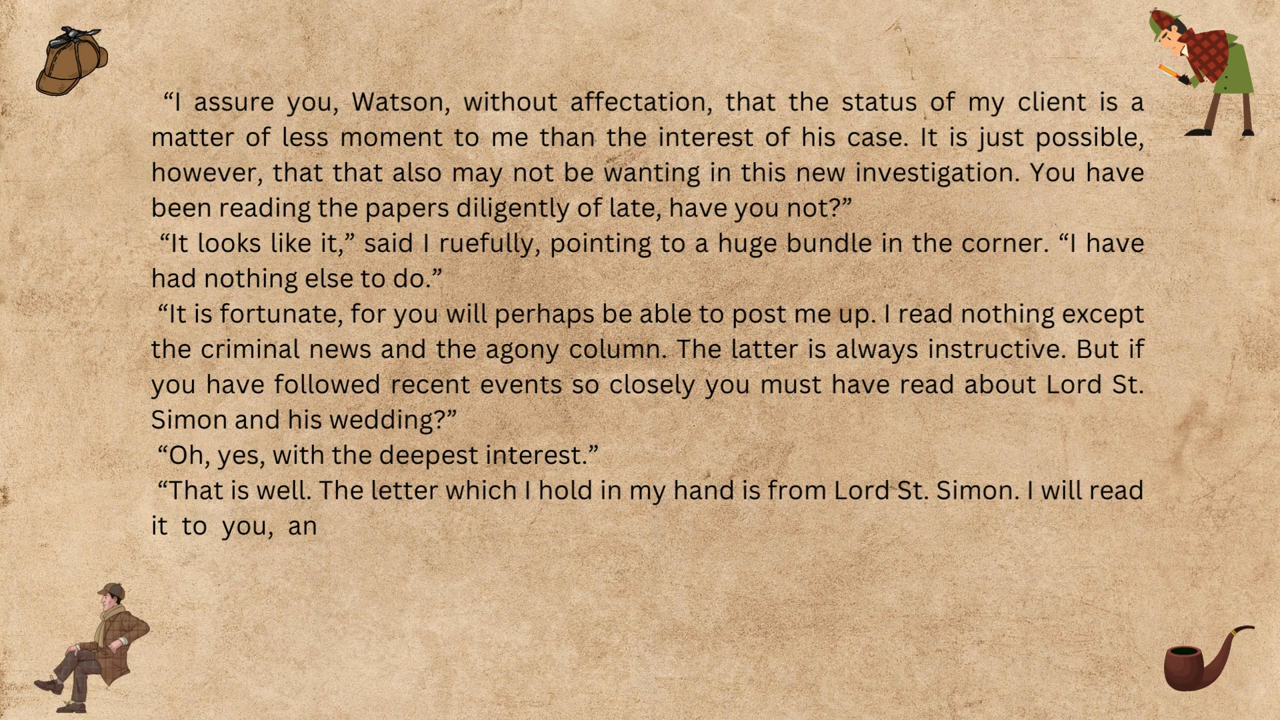 “I assure you, Watson, without affectation, that the status of my client is a
matter of less moment to me than the interest of his case. It is just possible,
however, that that also may not be wanting in this new investigation. You have
been reading the papers diligently of late, have you not?”
“It looks like it,” said I ruefully, pointing to a huge bundle in the corner. “I have
had nothing else to do.”
“It is fortunate, for you will perhaps be able to post me up. I read nothing except
the criminal news and the agony column. The latter is always instructive. But if
you have followed recent events so closely you must have read about Lord St.
Simon and his wedding?”
“Oh, yes, with the deepest interest.”
“That is well. The letter which I hold in my hand is from Lord St. Simon. I will read
it to you, an